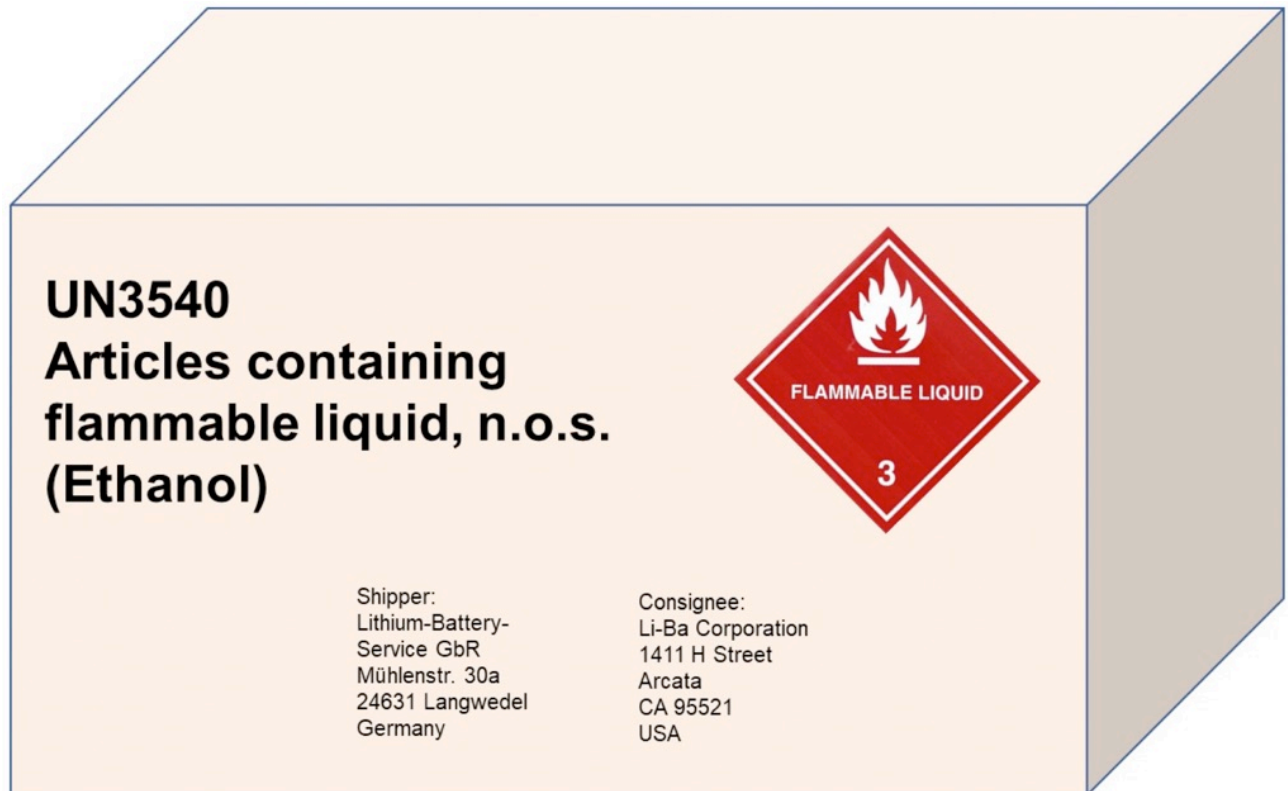 UN3540
Articles containing
flammable liquid, n.o.s.
(Ethanol)
FLAMMABLE LIQUID
3
Shipper:
Lithium-Battery-
Service GbR
Mühlenstr. 30a
24631 Langwedel
Germany
Consignee:
Li-Ba Corporation
1411 H Street
Arcata
CA 95521
USA